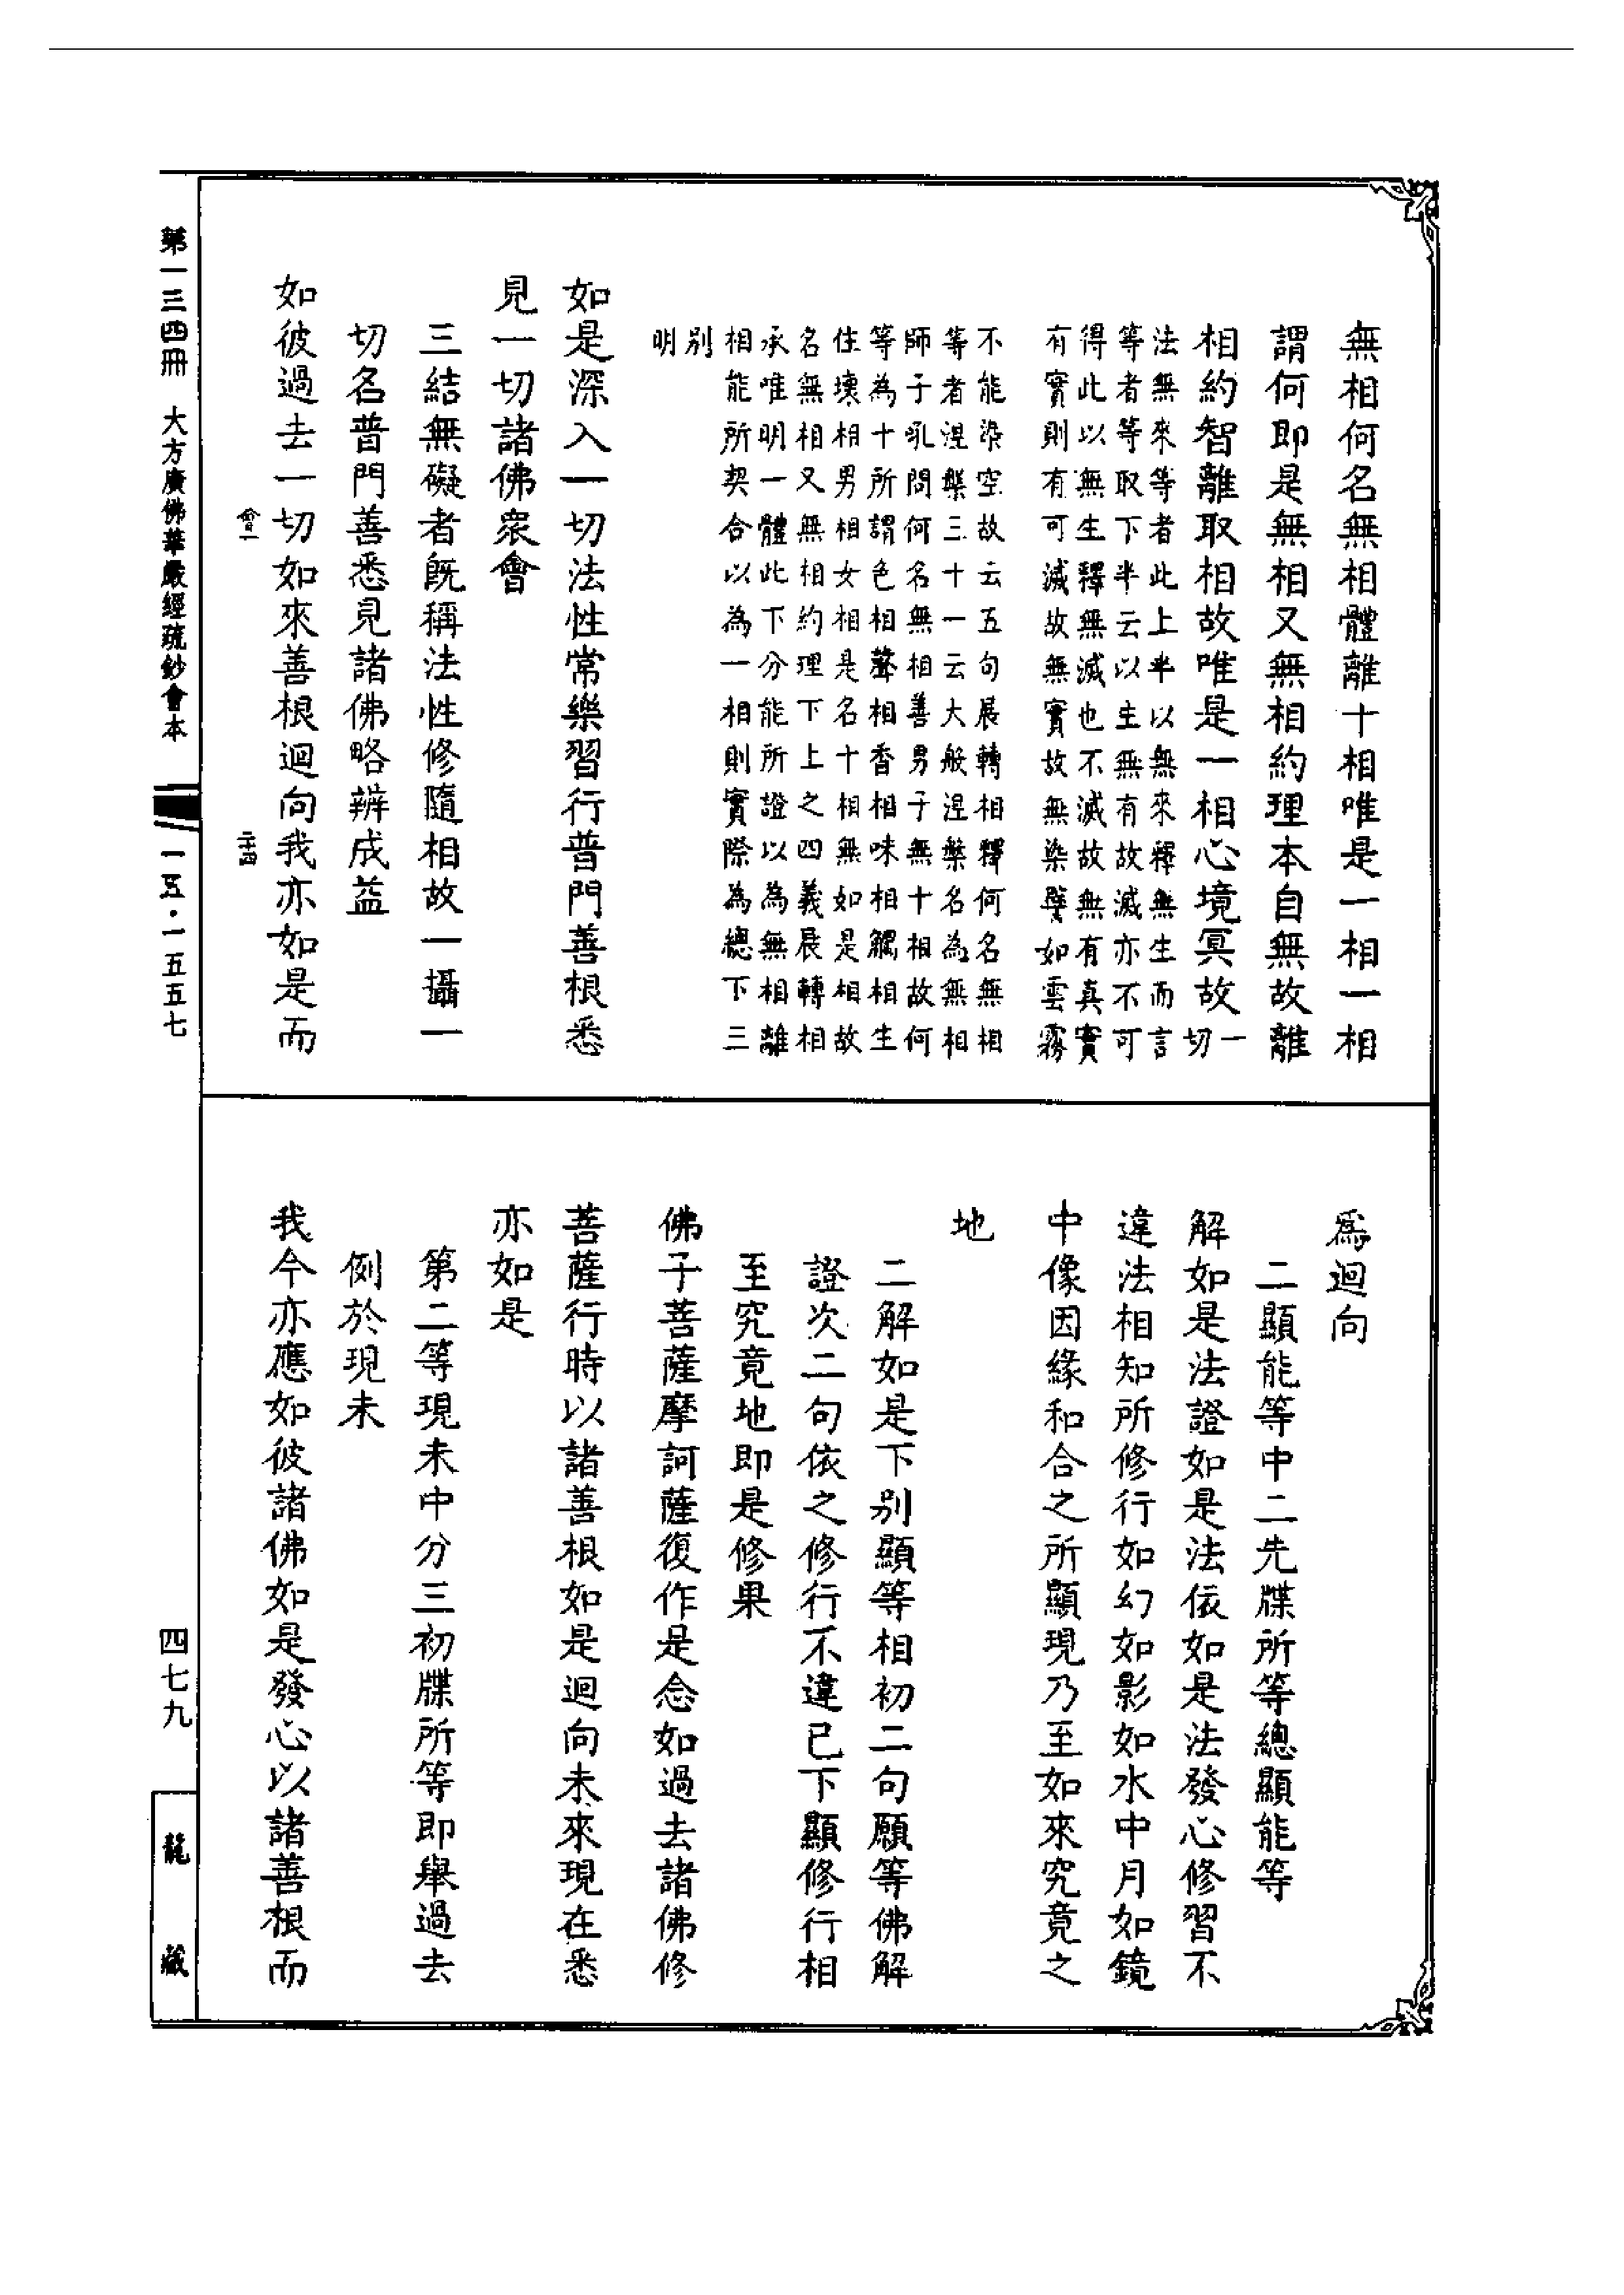 無相何名無相體離十相唯是一相一相
謂何即是無相又無相約理本自無故離
相約智離取相故唯是一相心境冥故一切
法無來等者此上半以無來釋無生而言
等者等取下半云以生無有故滅亦不可
得此以無生釋無滅也不滅故無有真實
有實則有可滅故無實故無染譬如雲霧
不能染空故云五句展轉相釋何名無相
等者涅槃三十一云大般涅槃名為無相
師子吼問何名無相善男子無十相故何
等為十所謂色相聲相香相味相觸相生
住壞相男相女相是名十相無如是相故
名無相又無相約理下上之四義展轉相
承唯明一體此下分能所證以為無相離
相能所契合以為一相則實際為總下三
別
明
如是深入一切法性常樂習行普門善根悉
見一切諸佛衆會
三結無礙者旣稱法性修隨相故一攝一
切名普門善悉見諸佛略辨成益
如彼過去一切如來善根迴向我亦如是而
會一
二十四
為迴向
二顯能等中二先牒所等總顯能等
解如是法證如是法依如是法發心修習不
違法相知所修行如幻如影如水中月如鏡
中像因緣和合之所顯現乃至如來究竟之
地
二解如是下别顯等相初二句願等佛解
證次二句依之修行不違已下顯修行相
至究竟地即是修果
佛子菩薩摩訶薩復作是念如過去諸佛修
菩薩行時以諸善根如是迴向未來現在悉
亦如是
第二等現未中分三初牒所等即舉過去
例於現未
我今亦應如彼諸佛如是發心以諸善根而
第一三四冊　大方廣佛華嚴經疏鈔會本
一五·一五五七
四七九
龍藏